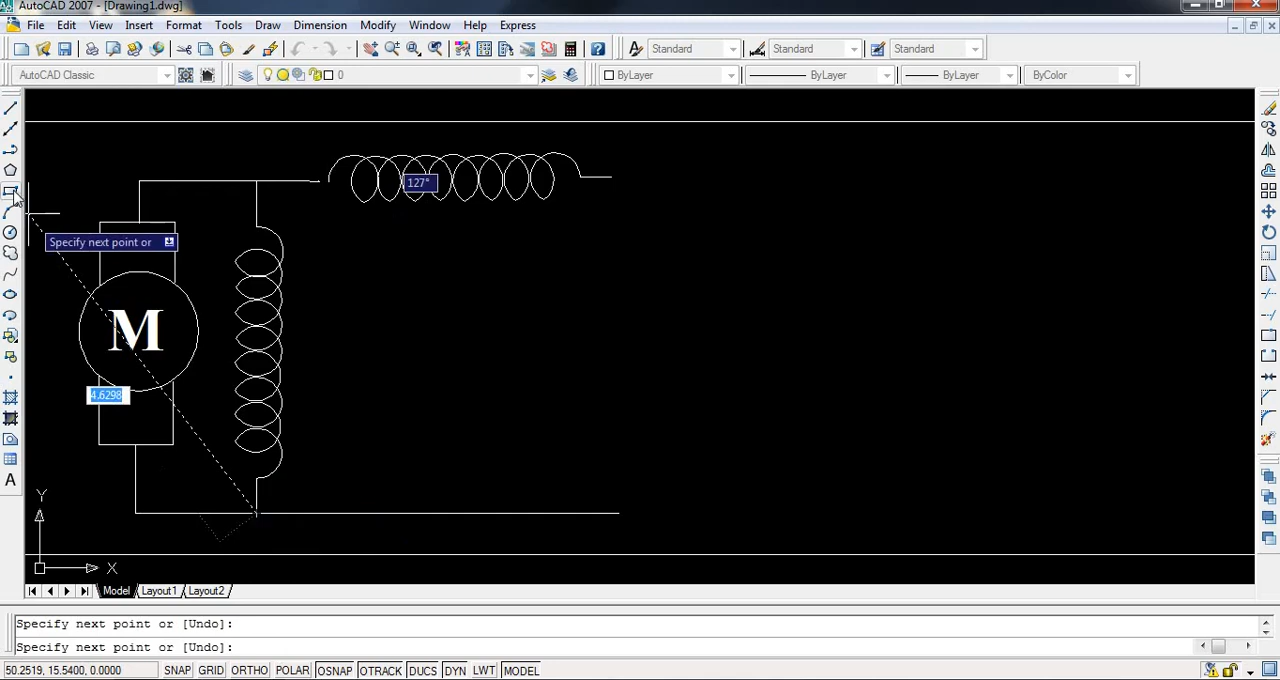 AutoCAD 2007 - [Drawing1.dwg]
File Edit View Insert Format Tools Draw Dimension Modify Window Help Express
Standard Standard Standard
AutoCAD Classic 0 ByLayer ByLayer ByLayer ByColor
127°
Specify next point or
M
4.6298
Y
X
Model Layout1 Layout2
Specify next point or [Undo]:
Specify next point or [Undo]:
50.2519, 15.5400, 0.0000 SNAP GRID ORTHO POLAR OSNAP OTRACK DUCS DYN LWT MODEL